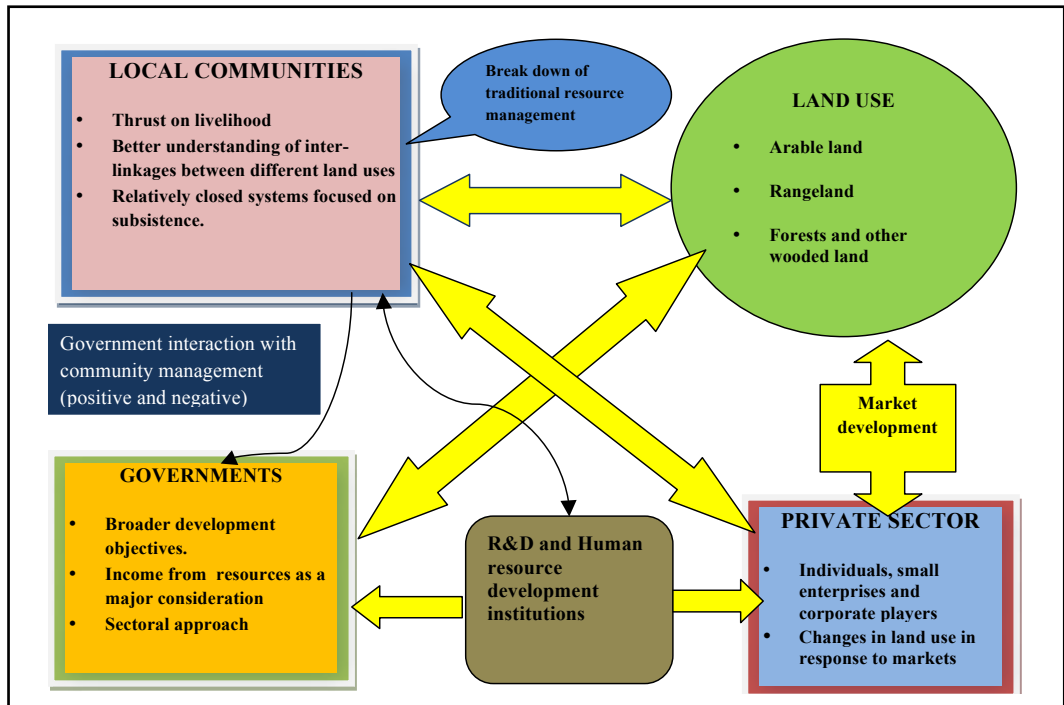 LOCAL COMMUNITIES
• Thrust on livelihood
• Better understanding of inter-
linkages between different land uses
• Relatively closed systems focused on
subsistence.
Break down of
traditional resource
management
LAND USE
• Arable land
• Rangeland
• Forests and other
wooded land
Government interaction with
community management
(positive and negative)
Market
development
GOVERNMENTS
• Broader development
objectives.
• Income from resources as a
major consideration
• Sectoral approach
R&D and Human
resource
development
institutions
PRIVATE SECTOR
• Individuals, small
enterprises and
corporate players
• Changes in land use in
response to markets